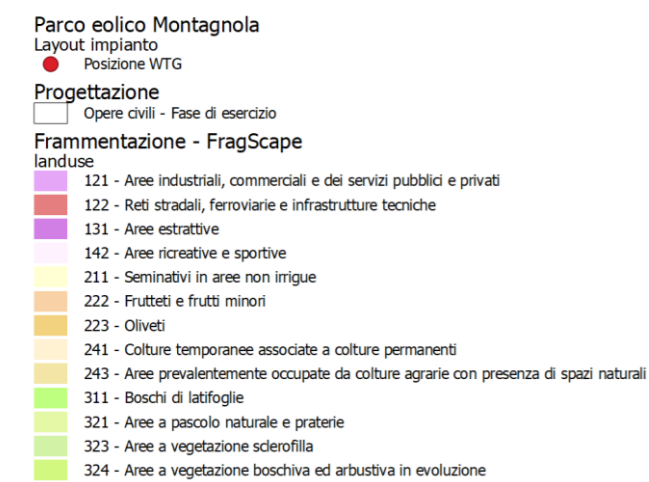 Parco eolico Montagnola
Layout impianto
Posizione WTG
Progettazione
Opere civili - Fase di esercizio
Frammentazione - FragScape
landuse
121 - Aree industriali, commerciali e dei servizi pubblici e privati
122 - Reti stradali, ferroviarie e infrastrutture tecniche
131 - Aree estrattive
142 - Aree ricreative e sportive
211 - Seminativi in aree non irrigue
222 - Frutteti e frutti minori
223 - Oliveti
241 - Colture temporanee associate a colture permanenti
243 - Aree prevalentemente occupate da colture agrarie con presenza di spazi naturali
311 - Boschi di latifoglie
321 - Aree a pascolo naturale e praterie
323 - Aree a vegetazione sclerofilla
324 - Aree a vegetazione boschiva ed arbustiva in evoluzione